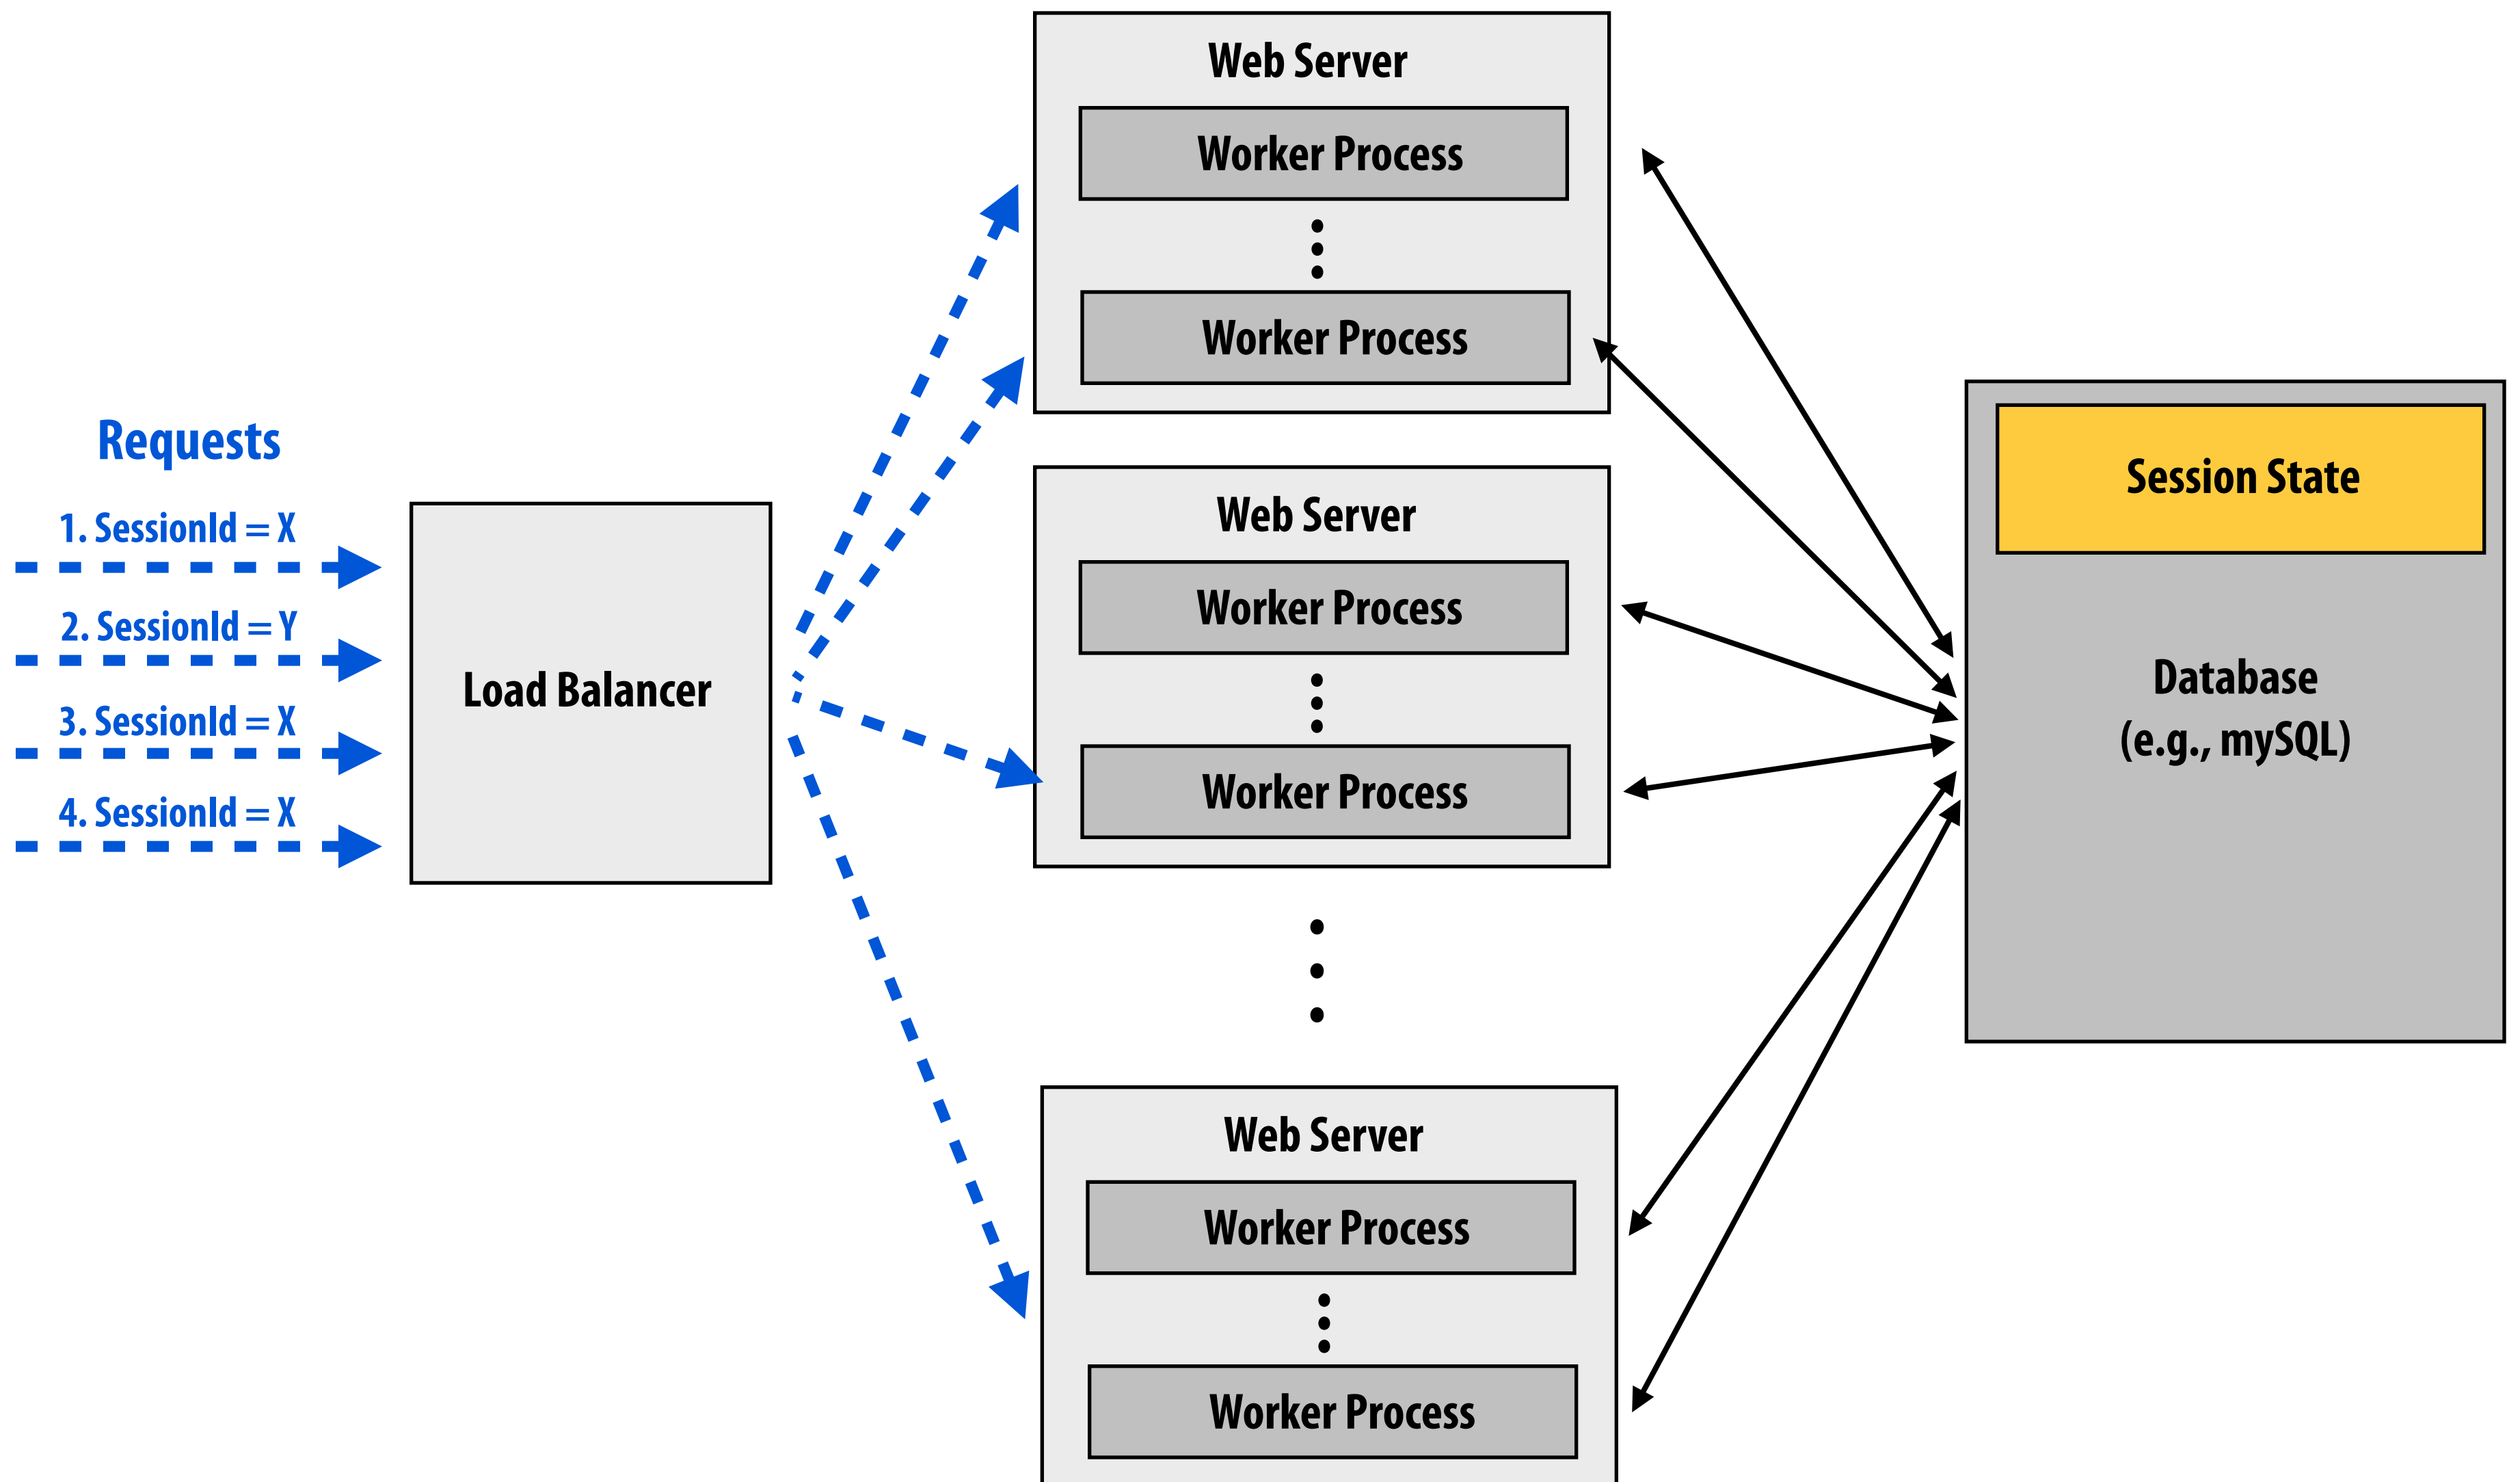 Requests
1. SessionId = X
2. SessionId = Y
3. SessionId = X
4. SessionId = X
Load Balancer
Web Server
Worker Process
Worker Process
Web Server
Worker Process
Worker Process
Web Server
Worker Process
Worker Process
Session State
Database
(e.g., mySQL)